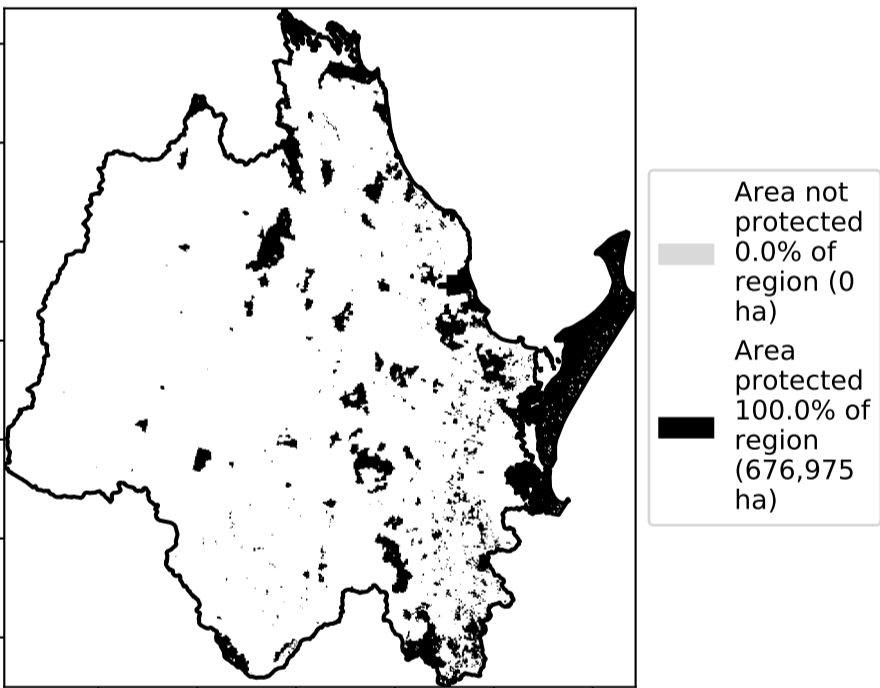 Area not
protected
0.0% of
region (0
ha)
Area
protected
100.0% of
region
(676,975
ha)